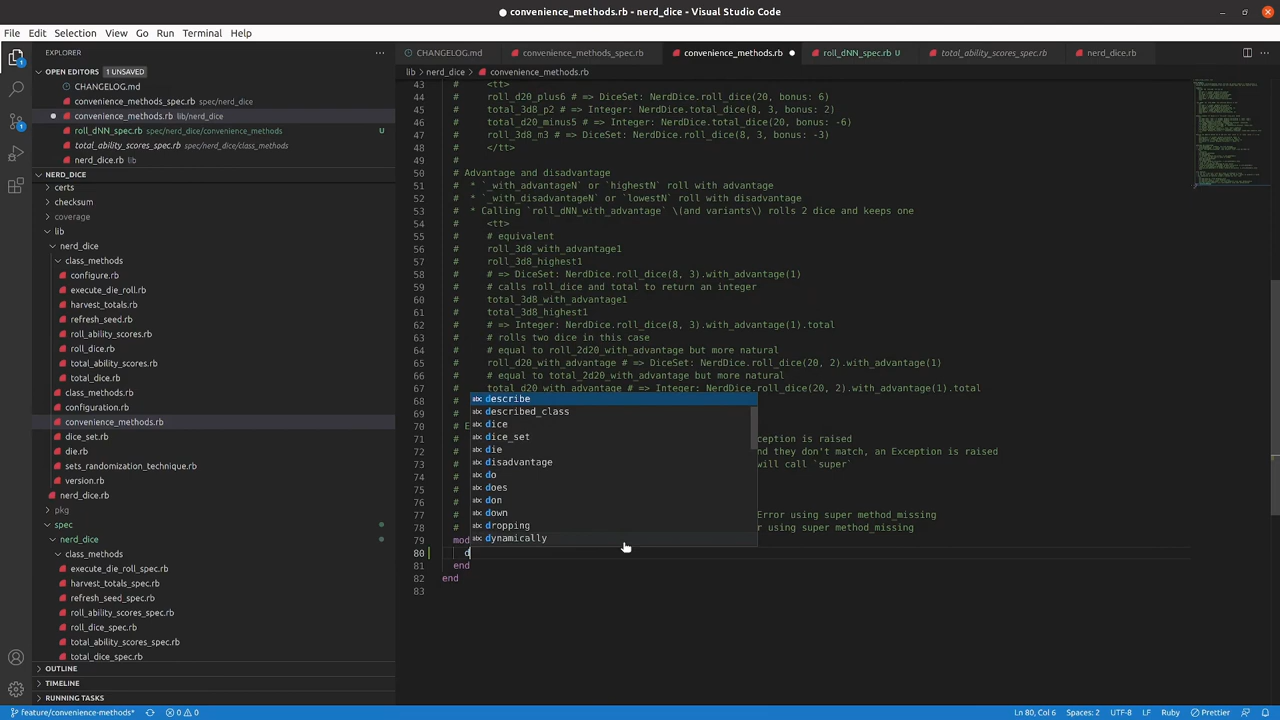 convenience_methods.rb - nerd_dice - Visual Studio Code
File Edit Selection View Go Run Terminal Help
EXPLORER
OPEN EDITORS 1 UNSAVED
CHANGELOG.md
convenience_methods_spec.rb spec/nerd_dice
convenience_methods.rb lib/nerd_dice
roll_dNN_spec.rb spec/nerd_dice/convenience_methods U
total_ability_scores_spec.rb spec/nerd_dice/class_methods
nerd_dice.rb lib
NERD_DICE
certs
checksum
coverage
lib
nerd_dice
class_methods
configure.rb
execute_die_roll.rb
harvest_totals.rb
refresh_seed.rb
roll_ability_scores.rb
roll_dice.rb
total_ability_scores.rb
total_dice.rb
class_methods.rb
configuration.rb
convenience_methods.rb
dice_set.rb
die.rb
sets_randomization_technique.rb
version.rb
nerd_dice.rb
pkg
spec
nerd_dice
class_methods
execute_die_roll_spec.rb
harvest_totals_spec.rb
refresh_seed_spec.rb
roll_ability_scores_spec.rb
roll_dice_spec.rb
total_ability_scores_spec.rb
total_dice_spec.rb
OUTLINE
TIMELINE
RUNNING TASKS
CHANGELOG.md convenience_methods_spec.rb convenience_methods.rb roll_dNN_spec.rb U total_ability_scores_spec.rb nerd_dice.rb
lib > nerd_dice > convenience_methods.rb
43 # <tt>
44 # roll_d20_plus6 # => DiceSet: NerdDice.roll_dice(20, bonus: 6)
45 # total_3d8_p2 # => Integer: NerdDice.total_dice(8, 3, bonus: 2)
46 # total_d20_minus5 # => Integer: NerdDice.total_dice(20, bonus: -6)
47 # roll_3d8_m3 # => DiceSet: NerdDice.roll_dice(8, 3, bonus: -3)
48 # </tt>
49 #
50 # Advantage and disadvantage
51 # * `_with_advantageN` or `highestN` roll with advantage
52 # * `_with_disadvantageN` or `lowestN` roll with disadvantage
53 # * Calling `roll_dNN_with_advantage` \(and variants\) rolls 2 dice and keeps one
54 # <tt>
55 # # equivalent
56 # roll_3d8_with_advantage1
57 # roll_3d8_highest1
58 # # => DiceSet: NerdDice.roll_dice(8, 3).with_advantage(1)
59 # # calls roll_dice and total to return an integer
60 # total_3d8_with_advantage1
61 # total_3d8_highest1
62 # # => Integer: NerdDice.roll_dice(8, 3).with_advantage(1).total
63 # # rolls two dice in this case
64 # # equal to roll_2d20_with_advantage but more natural
65 # roll_d20_with_advantage # => DiceSet: NerdDice.roll_dice(20, 2).with_advantage(1)
66 # # equal to total_2d20_with_advantage but more natural
67 # total_d20_with_advantage # => Integer: NerdDice.roll_dice(20, 2).with_advantage(1).total
68 #
69 #
70 # E
71 # xception is raised
72 # nd they don't match, an Exception is raised
73 # will call `super`
74 #
75 #
76 #
77 # Error using super method_missing
78 # r using super method_missing
79 mod
80 d
81 end
82 end
83
describe
described_class
dice
dice_set
die
disadvantage
do
does
don
down
dropping
dynamically
feature/convenience-methods* 0 0 Ln 80, Col 6 Spaces: 2 UTF-8 LF Ruby Prettier